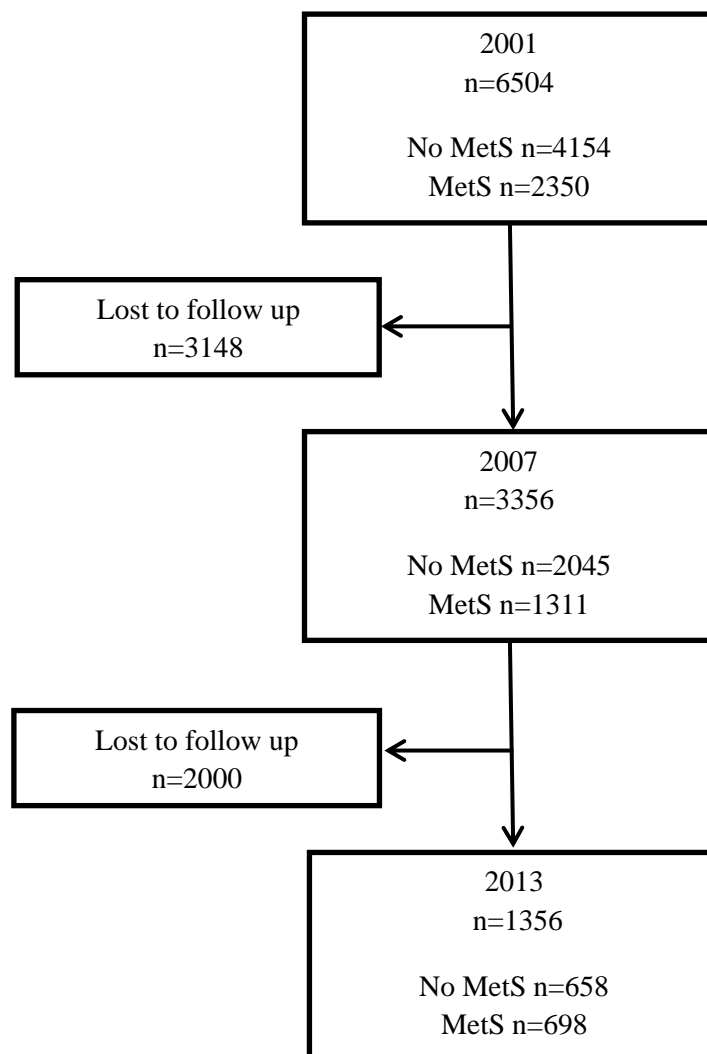 2001
n=6504
No MetS n=4154
MetS n=2350
Lost to follow up
n=3148
2007
n=3356
No MetS n=2045
MetS n=1311
Lost to follow up
n=2000
2013
n=1356
No MetS n=658
MetS n=698